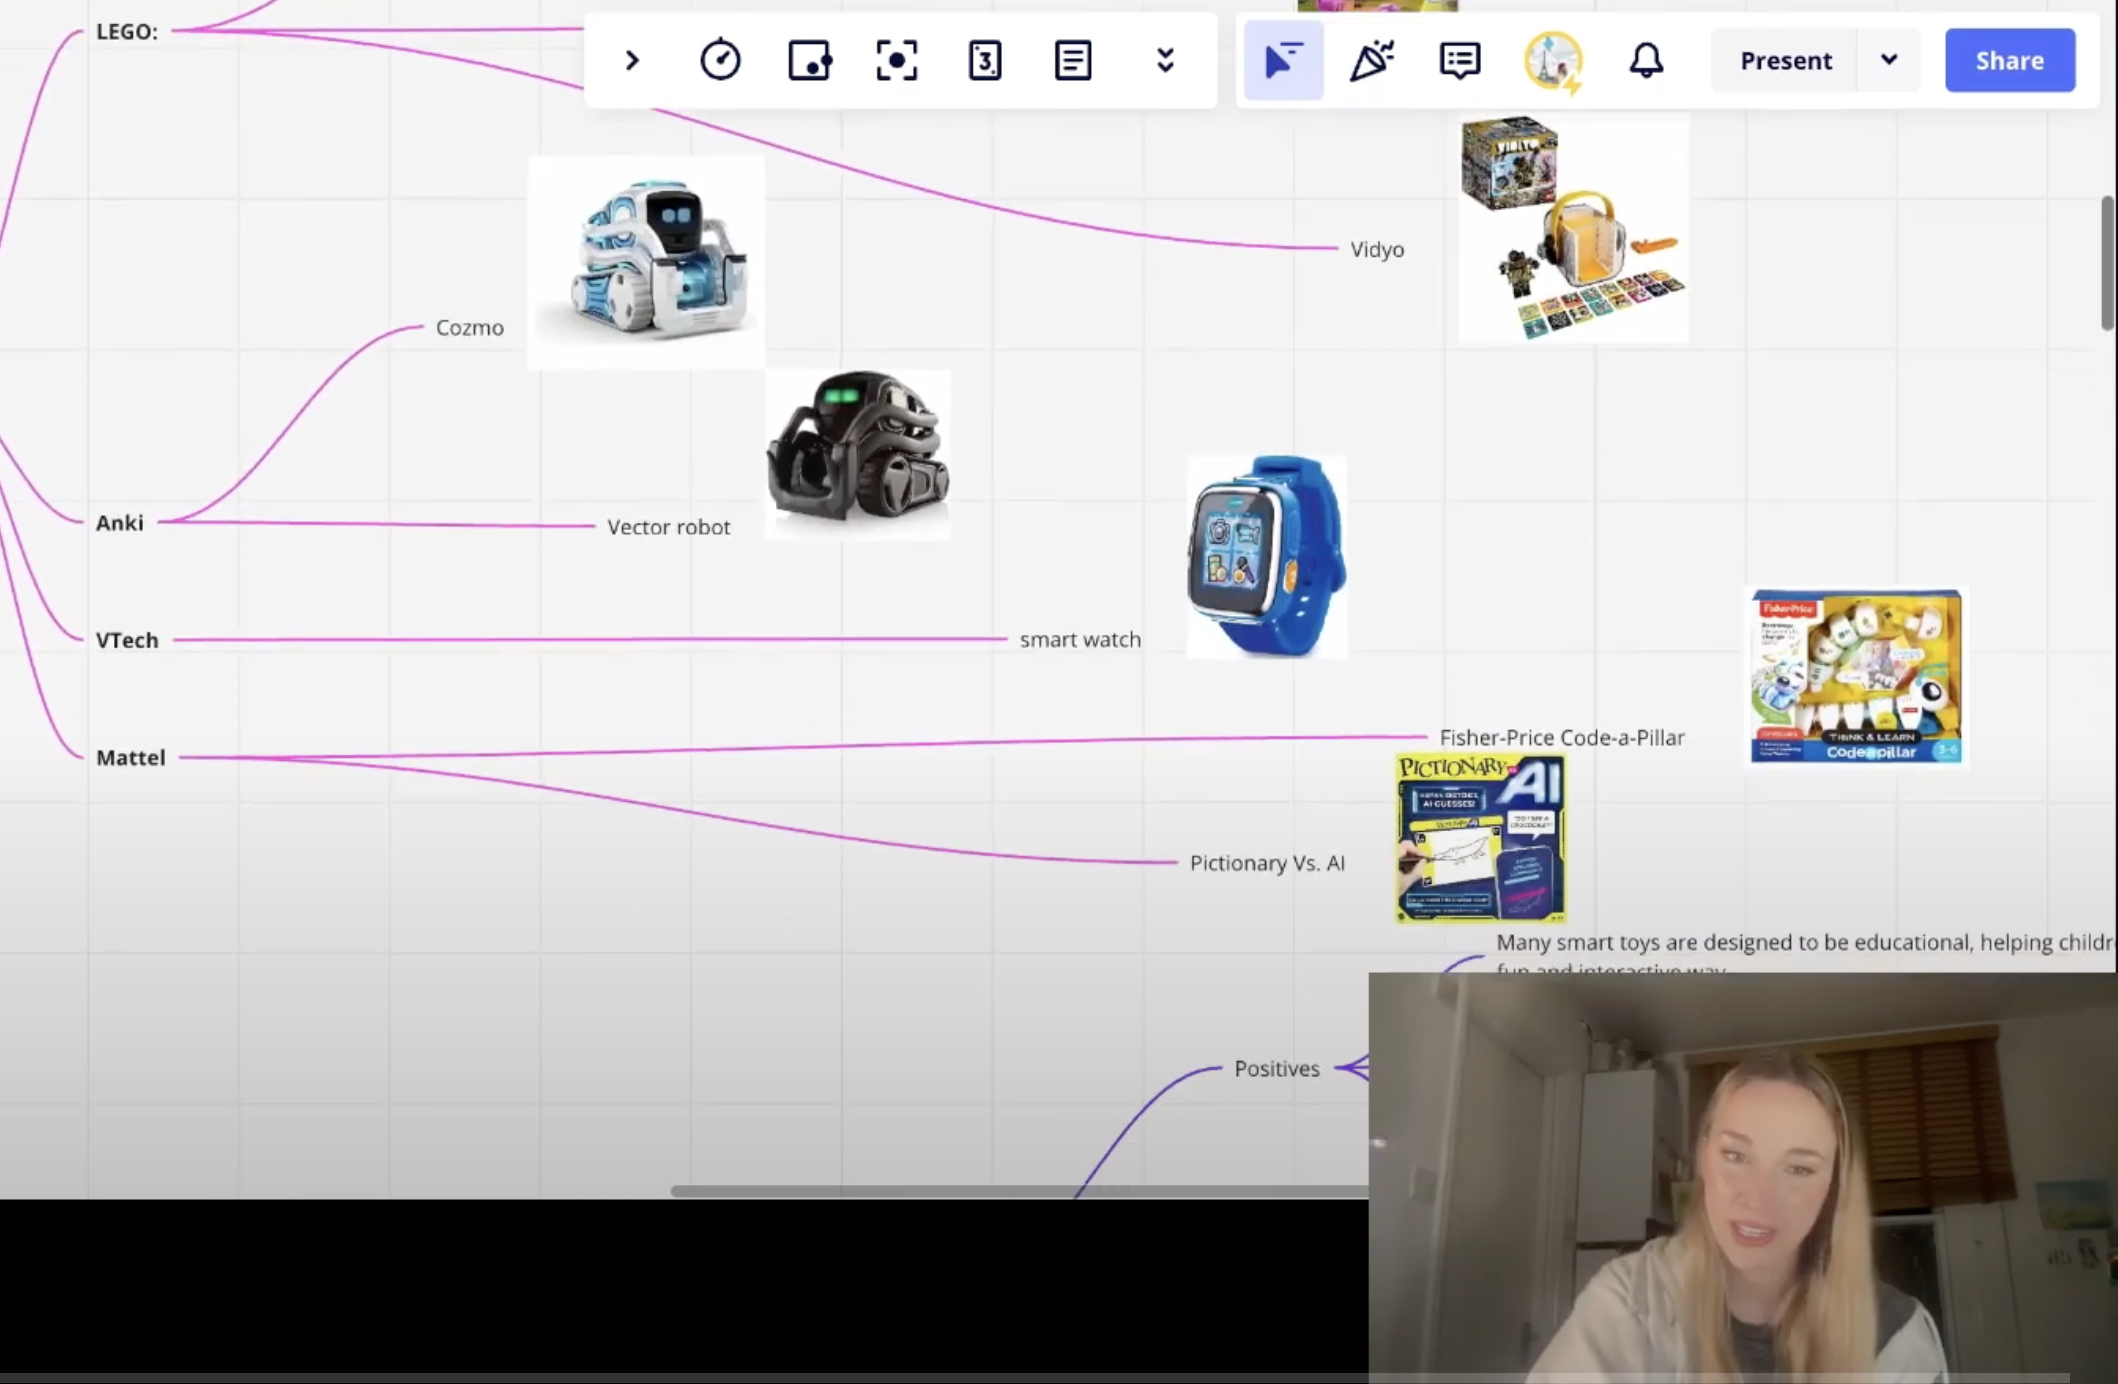 LEGO:
3
Present
Share
VIDIYO
Vidyo
Cozmo
Anki
Vector robot
VTech
smart watch
Mattel
Fisher-Price Code-a-Pillar
Fisher-Price
THINK & LEARN
Code a pillar
3-6
PICTIONARY vs. AI
HUMAN SKETCHES,
AI GUESSES!
Pictionary Vs. AI
Many smart toys are designed to be educational, helping childr
fun and interactive way
Positives